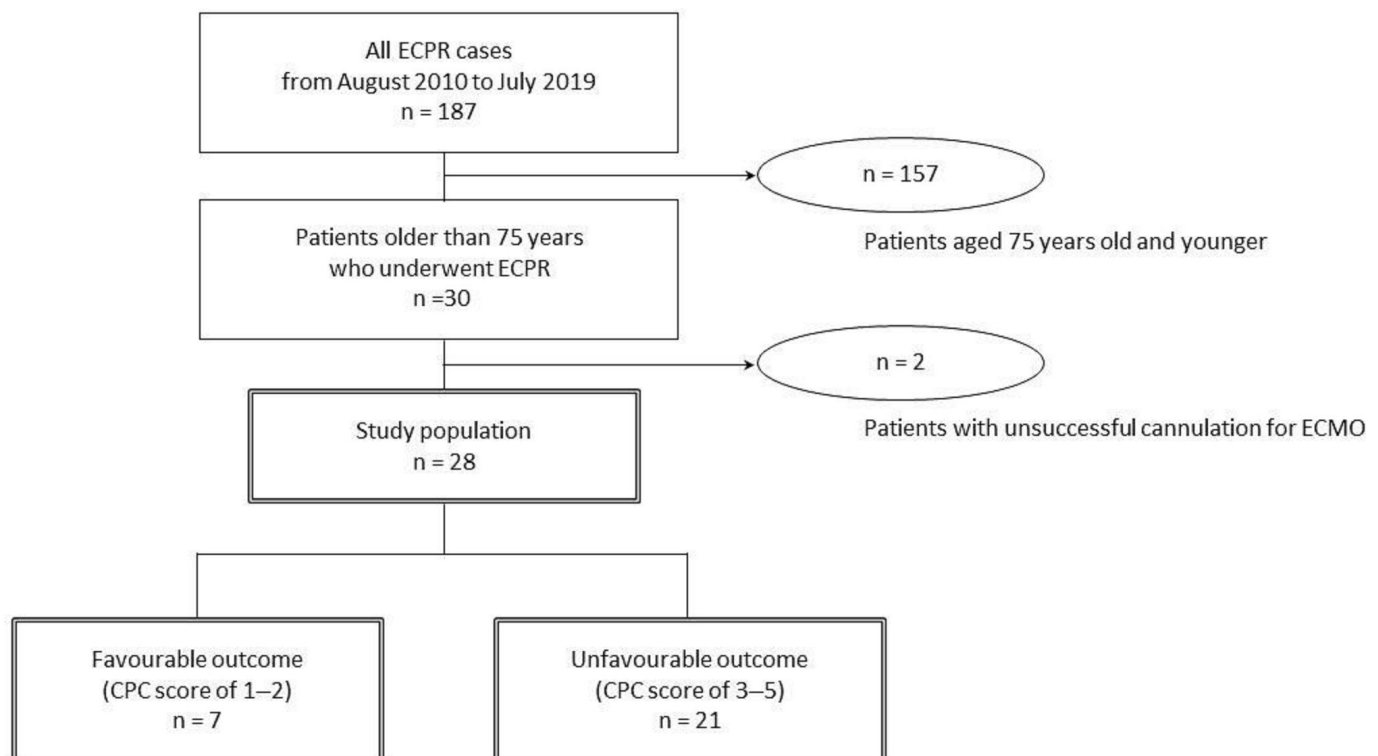 All ECPR cases
from August 2010 to July 2019
n = 187
n = 157
Patients aged 75 years old and younger
Patients older than 75 years
who underwent ECPR
n =30
n = 2
Patients with unsuccessful cannulation for ECMO
Study population
n = 28
Favourable outcome
(CPC score of 1–2)
n = 7
Unfavourable outcome
(CPC score of 3–5)
n = 21